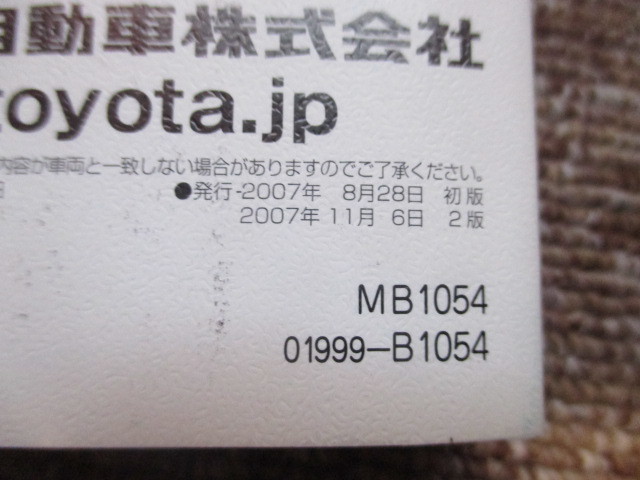 自動車株式会社
toyota.jp
内容が車両と一致しない場合がありますのでご了承ください。
日 ●発行-2007年 8月28日 初版
2007年 11月 6日 2版
MB1054
01999-B1054